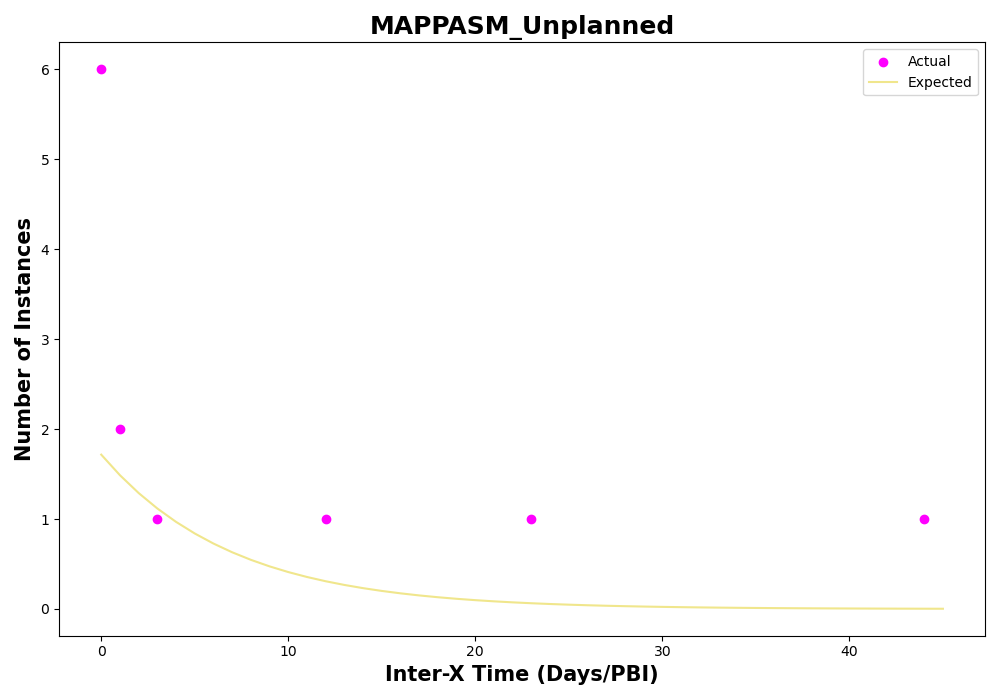 MAPPASM_Unplanned
Actual
Expected
Number of Instances
6
5
4
3
2
1
0
0 10 20 30 40
Inter-X Time (Days/PBI)